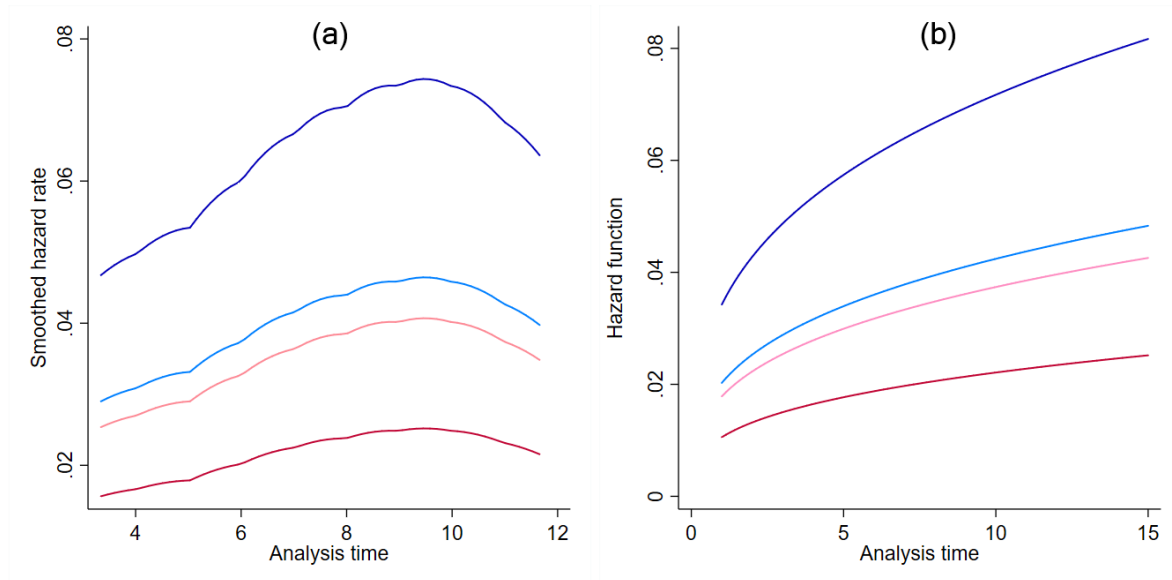 (a)
Smoothed hazard rate
.08
.06
.04
.02
4 6 8 10 12
Analysis time
(b)
Hazard function
.08
.06
.04
.02
0
0 5 10 15
Analysis time